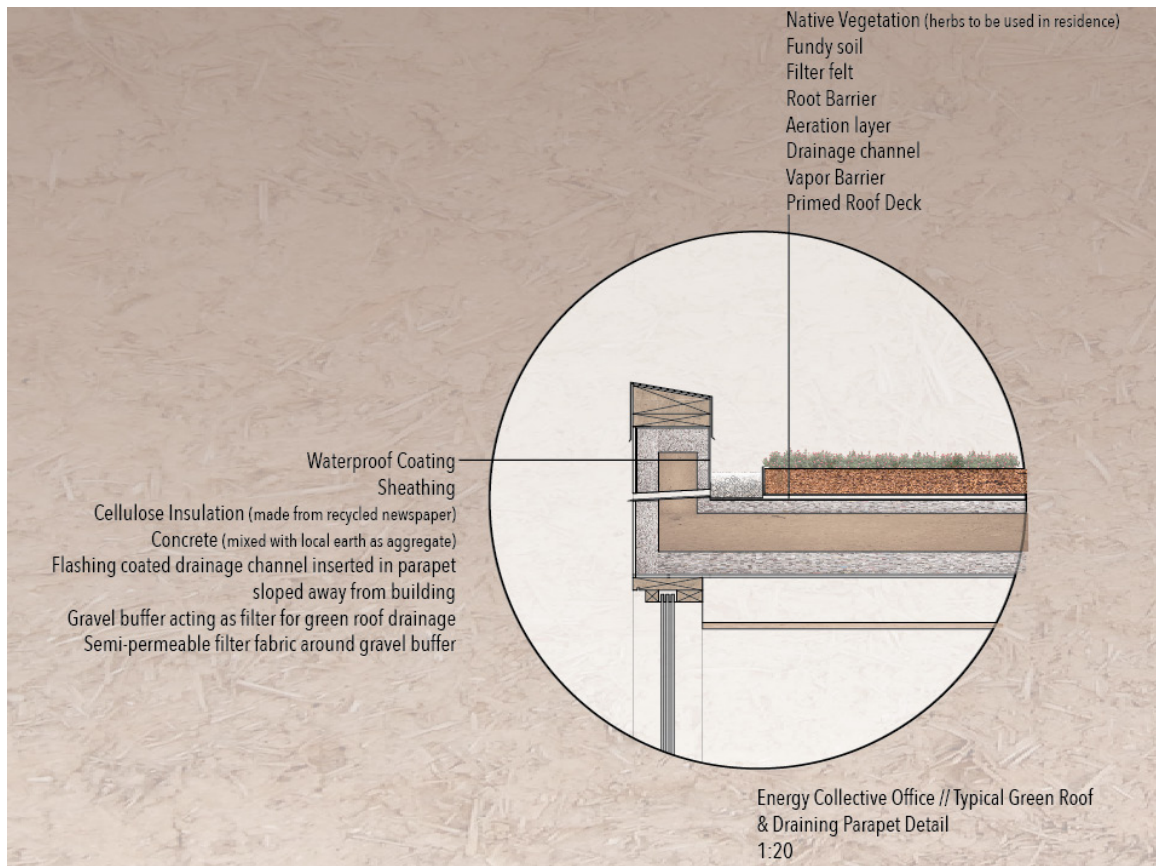 Native Vegetation (herbs to be used in residence)
Fundy soil
Filter felt
Root Barrier
Aeration layer
Drainage channel
Vapor Barrier
Primed Roof Deck
Waterproof Coating
Sheathing
Cellulose Insulation (made from recycled newspaper)
Concrete (mixed with local earth as aggregate)
Flashing coated drainage channel inserted in parapet
sloped away from building
Gravel buffer acting as filter for green roof drainage
Semi-permeable filter fabric around gravel buffer
Energy Collective Office // Typical Green Roof
& Draining Parapet Detail
1:20